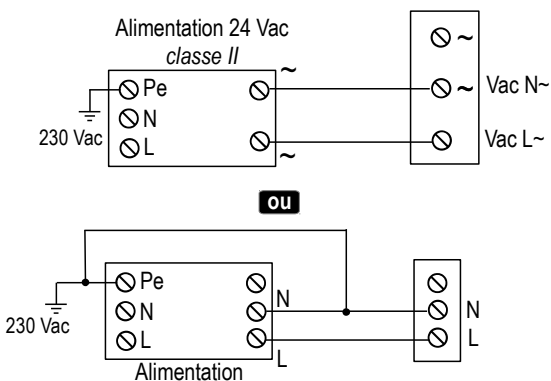 Alimentation 24 Vac
classe II
~
~
Pe
~
Vac N~
N
230 Vac
L
Vac L~
~
ou
Pe
N
N
N
230 Vac
L
L
L
Alimentation